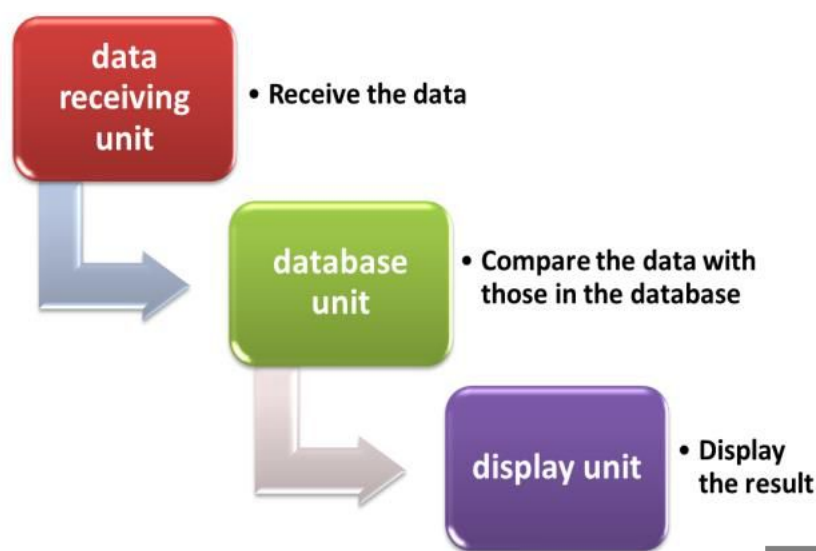 data
receiving
unit
• Receive the data
database
unit
• Compare the data with
those in the database
display unit
• Display
the result